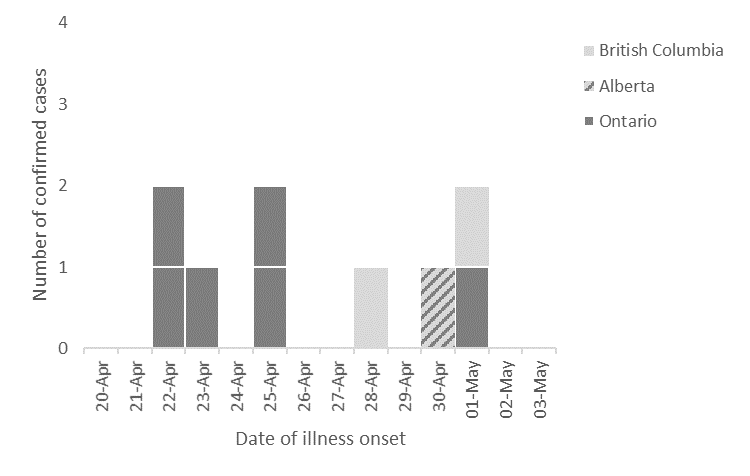 Number of confirmed cases
4
3
2
1
0
20-Apr
21-Apr
22-Apr
23-Apr
24-Apr
25-Apr
26-Apr
27-Apr
28-Apr
29-Apr
30-Apr
01-May
02-May
03-May
Date of illness onset
British Columbia
Alberta
Ontario